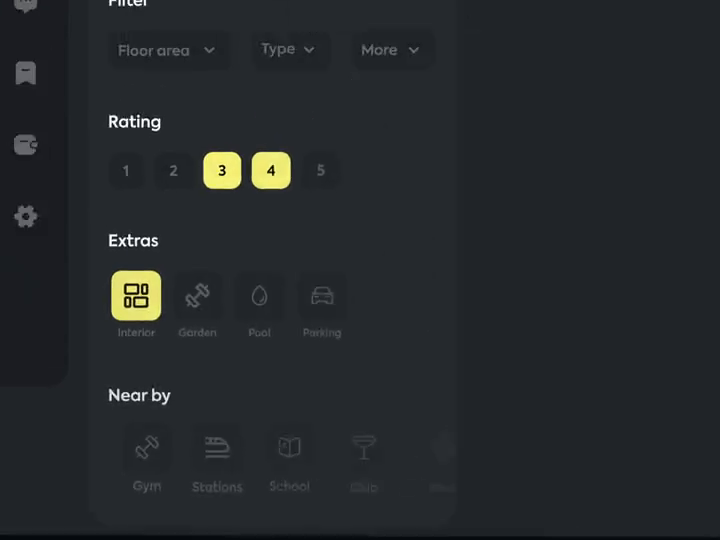 Filter
Floor area
Type
More
Rating
1
2
3
4
5
Extras
Interior
Garden
Pool
Parking
Near by
Gym
Stations
School
Club